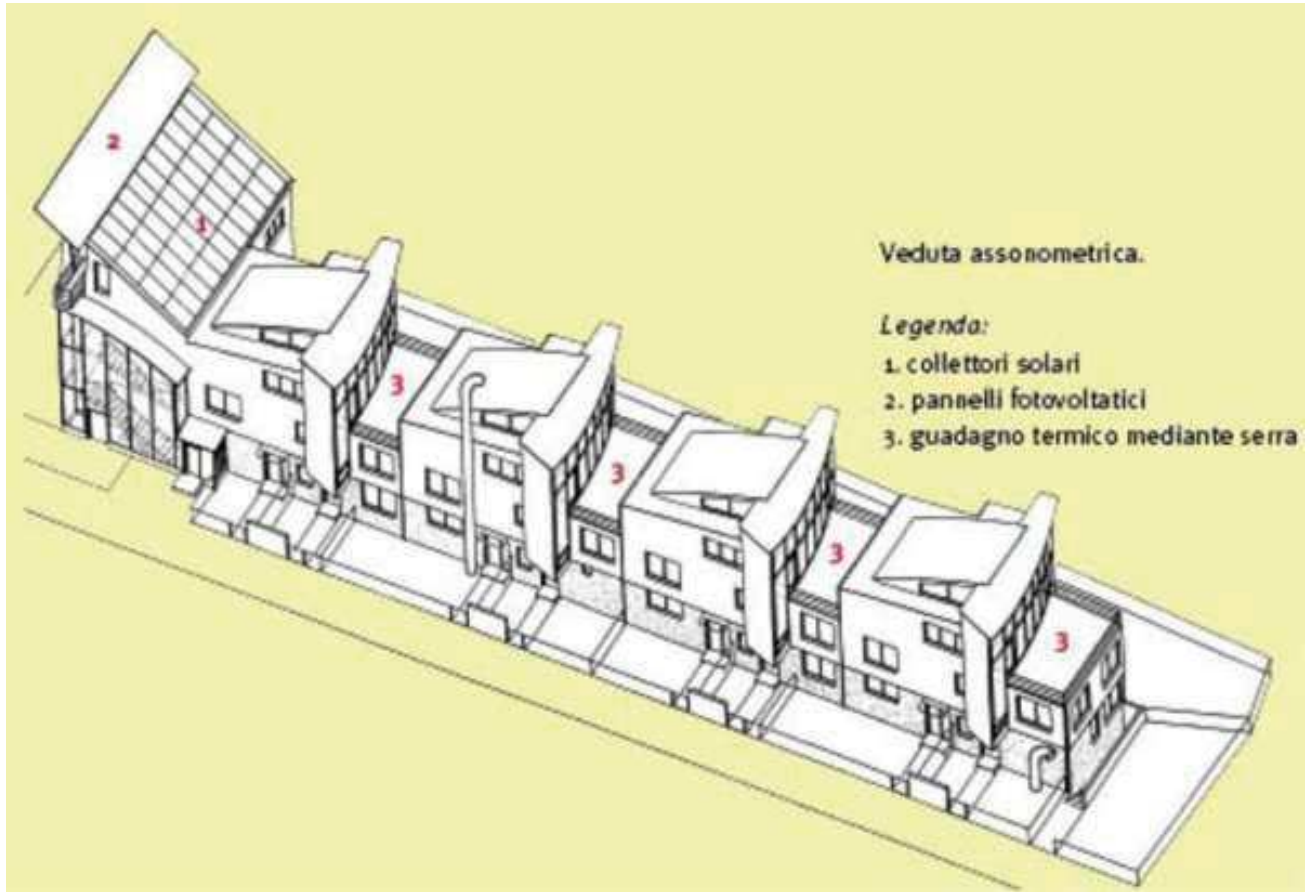 2
1
3
3
3
3
Veduta assonometrica.
Legenda:
1. collettori solari
2. pannelli fotovoltatici
3. guadagno termico mediante serra